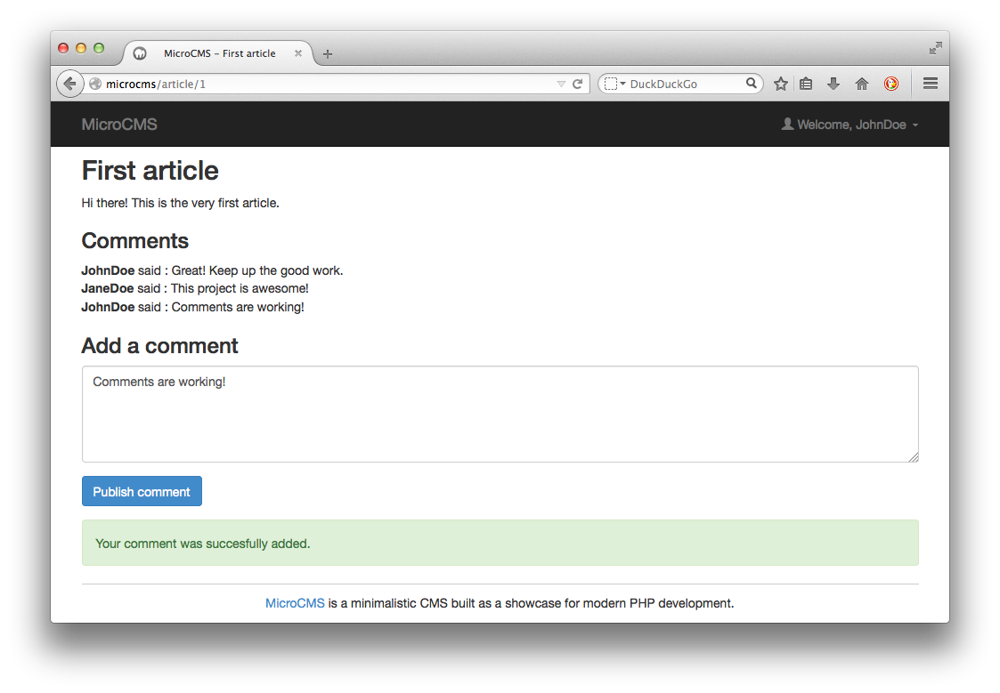 MicroCMS – First article
microcms/article/1
DuckDuckGo
MicroCMS
Welcome, JohnDoe
First article
Hi there! This is the very first article.
Comments
JohnDoe said : Great! Keep up the good work.
JaneDoe said : This project is awesome!
JohnDoe said : Comments are working!
Add a comment
Comments are working!
Publish comment
Your comment was succesfully added.
MicroCMS is a minimalistic CMS built as a showcase for modern PHP development.